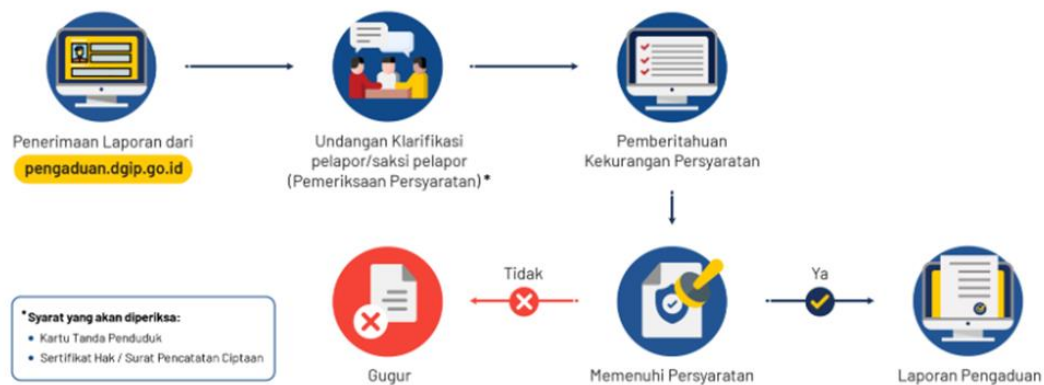 Penerimaan Laporan dari
pengaduan.dgip.go.id
Undangan Klarifikasi
pelapor/saksi pelapor
(Pemeriksaan Persyaratan) *
Pemberitahuan
Kekurangan Persyaratan
Tidak
Ya
Gugur
Memenuhi Persyaratan
Laporan Pengaduan
*Syarat yang akan diperiksa:
• Kartu Tanda Penduduk
• Sertifikat Hak / Surat Pencatatan Ciptaan